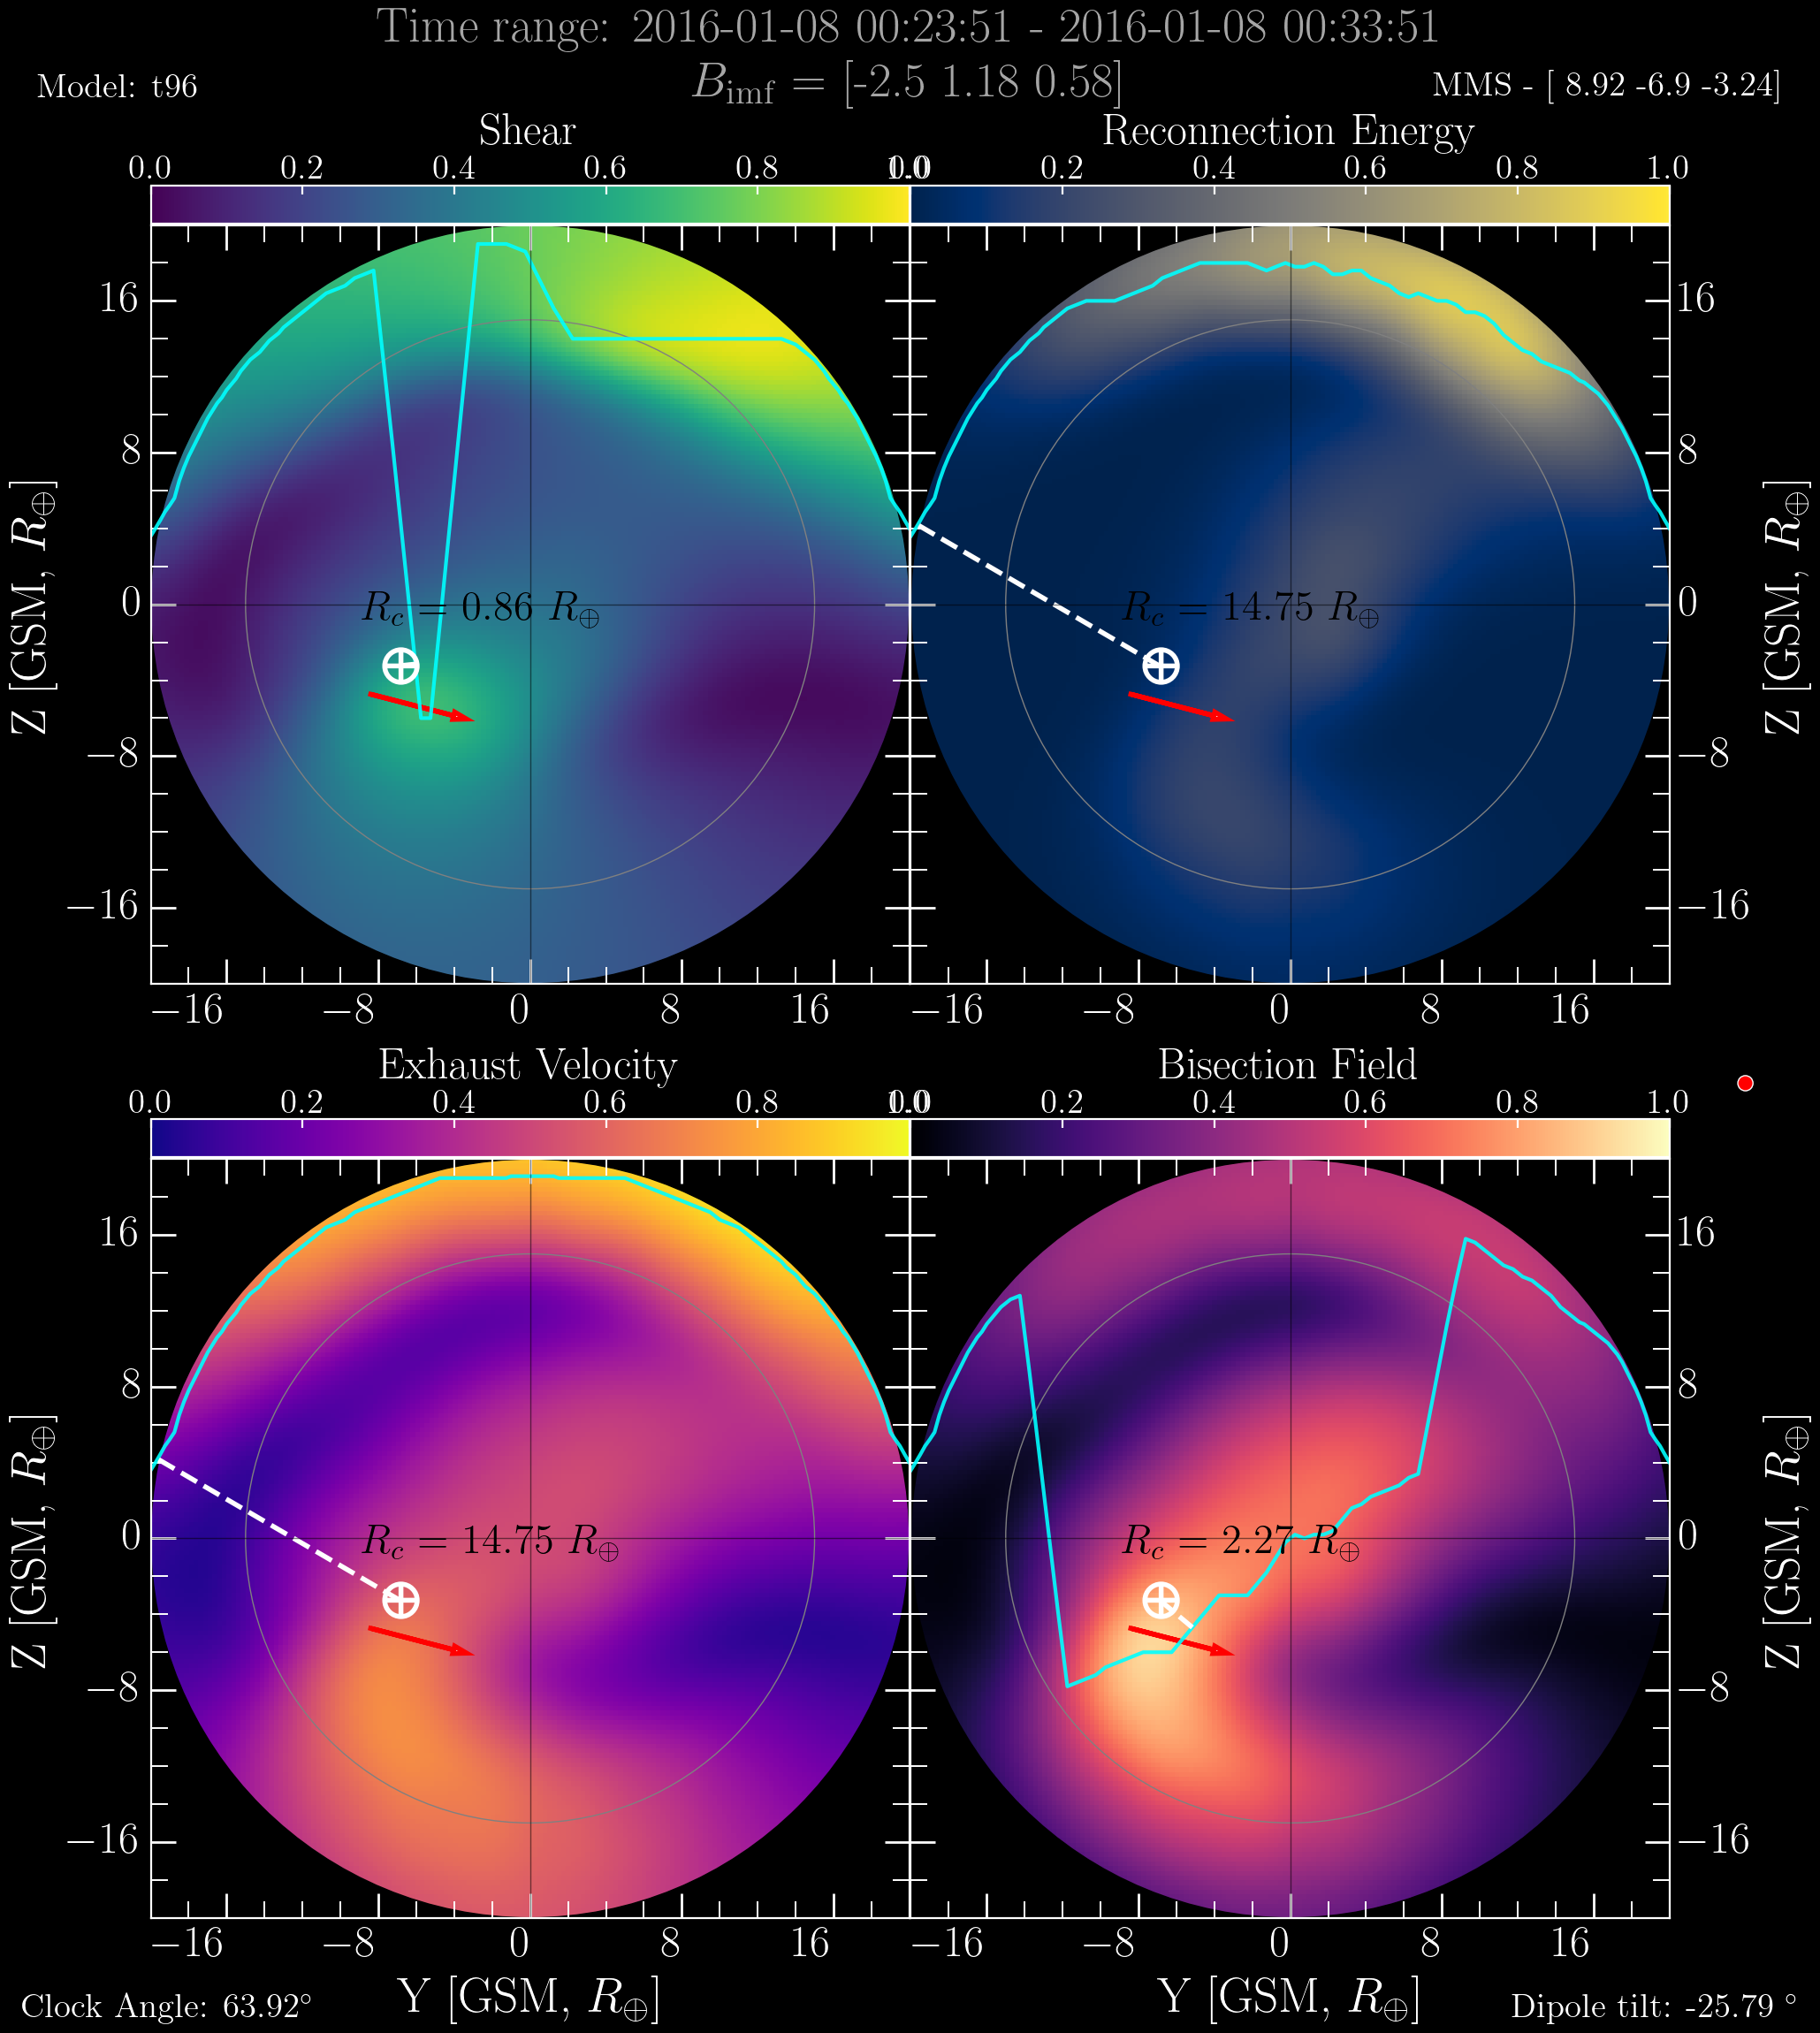 Time range: 2016-01-08 00:23:51 - 2016-01-08 00:33:51
Model: t96
B_imf = [-2.5 1.18 0.58]
MMS - [ 8.92 -6.9 -3.24]
Shear
Reconnection Energy
0.0 0.2 0.4 0.6 0.8 1.0
0.0 0.2 0.4 0.6 0.8 1.0
16
8
0
−8
−16
Z [GSM, R⊕]
R_c = 0.86 R⊕
−16 −8 0 8 16
R_c = 14.75 R⊕
16
8
0
−8
−16
Z [GSM, R⊕]
−16 −8 0 8 16
Exhaust Velocity
Bisection Field
0.0 0.2 0.4 0.6 0.8 1.0
0.0 0.2 0.4 0.6 0.8 1.0
16
8
0
−8
−16
Z [GSM, R⊕]
R_c = 14.75 R⊕
−16 −8 0 8 16
Y [GSM, R⊕]
R_c = 2.27 R⊕
16
8
0
−8
−16
Z [GSM, R⊕]
−16 −8 0 8 16
Y [GSM, R⊕]
Clock Angle: 63.92°
Dipole tilt: -25.79 °